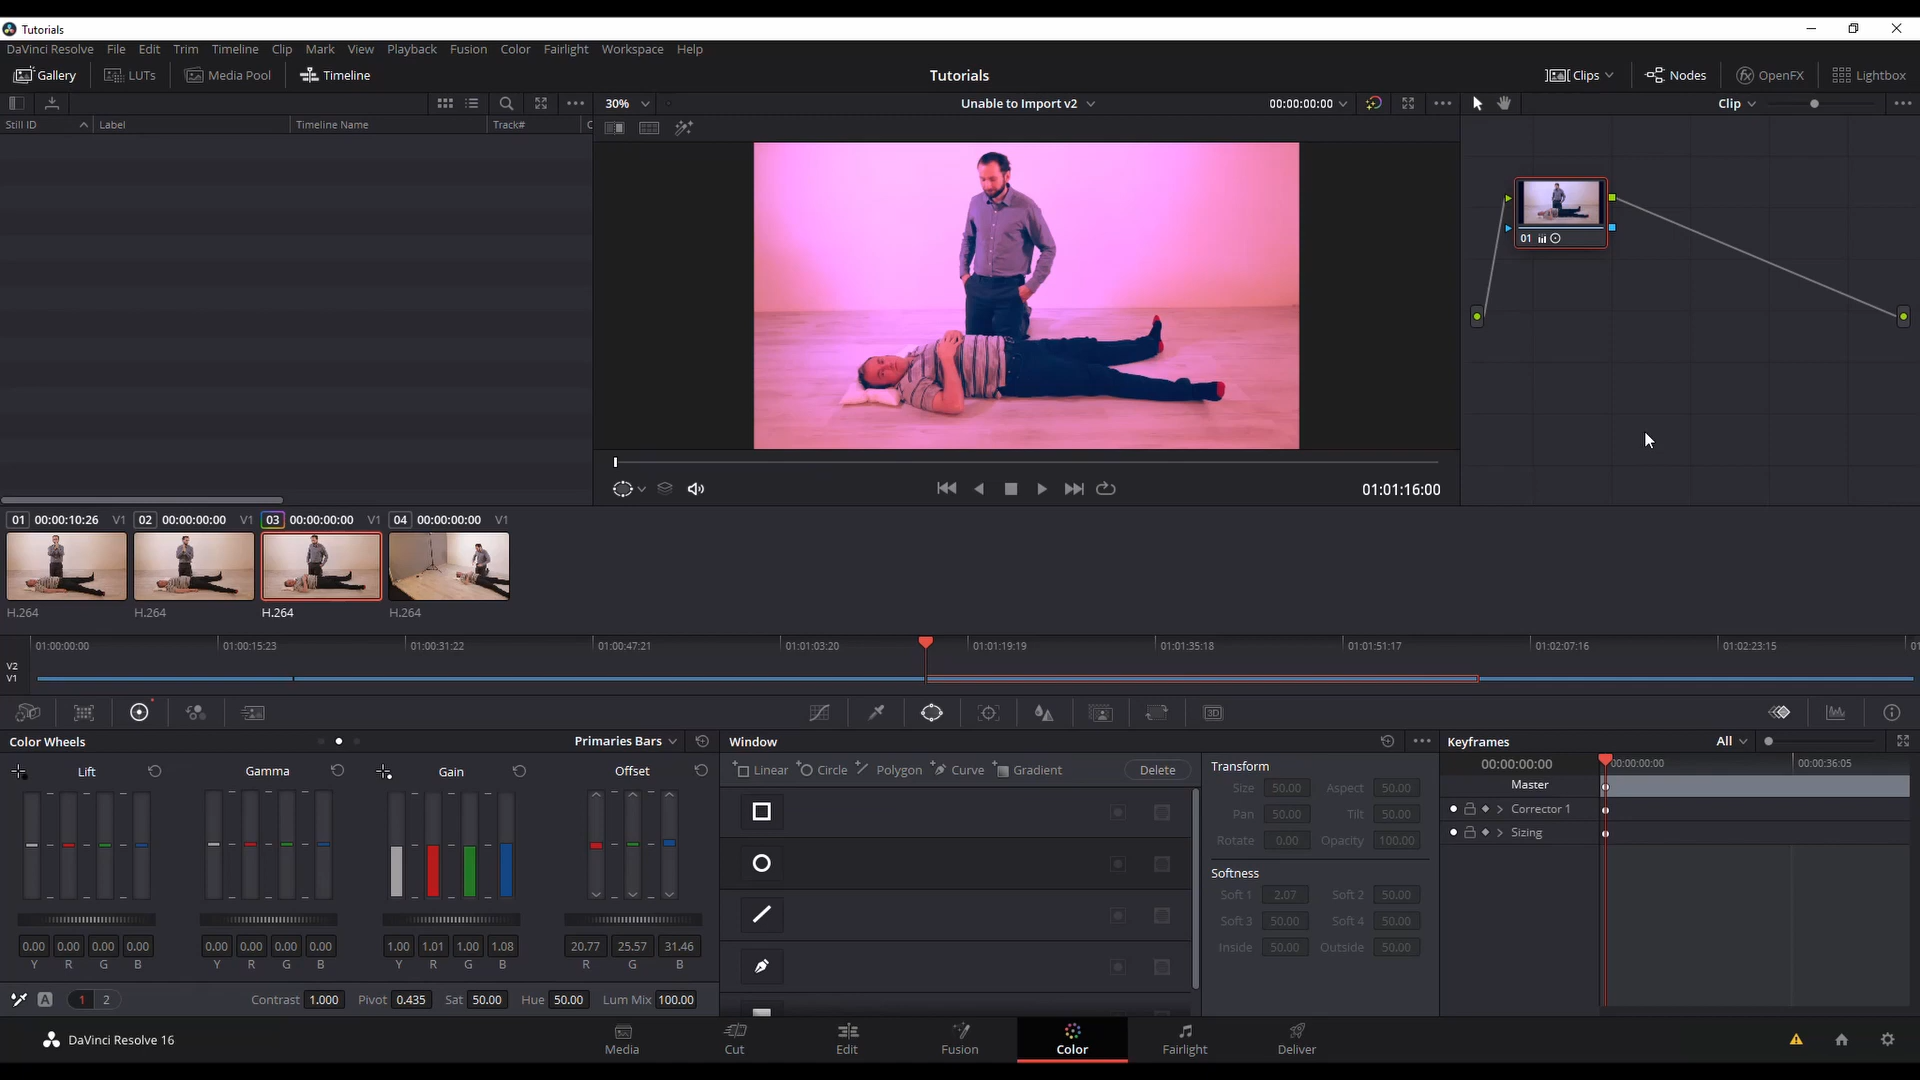 Tutorials
DaVinci Resolve File Edit Trim Timeline Clip Mark View Playback Fusion Color Fairlight Workspace Help
Gallery LUTs Media Pool Timeline Tutorials Clips Nodes OpenFX Lightbox
30% Unable to Import v2 00:00:00:00 Clip
Still ID Label Timeline Name Track#
01
01:01:16:00
01 00:00:10:26 V1 02 00:00:00:00 V1 03 00:00:00:00 V1 04 00:00:00:00 V1
H.264 H.264 H.264 H.264
01:00:00:00 01:00:15:23 01:00:31:22 01:00:47:21 01:01:03:20 01:01:19:19 01:01:35:18 01:01:51:17 01:02:07:16 01:02:23:15
V2
V1
3D
Color Wheels Primaries Bars Window Keyframes All
Lift Gamma Gain Offset
Linear Circle Polygon Curve Gradient Delete
Transform
Size 50.00 Aspect 50.00
Pan 50.00 Tilt 50.00
Rotate 0.00 Opacity 100.00
Softness
Soft 1 2.07 Soft 2 50.00
Soft 3 50.00 Soft 4 50.00
Inside 50.00 Outside 50.00
00:00:00:00 00:00:00:00 00:00:36:05
Master
Corrector 1
Sizing
0.00 0.00 0.00 0.00 0.00 0.00 0.00 0.00 1.00 1.01 1.00 1.08 20.77 25.57 31.46
Y R G B Y R G B Y R G B R G B
A 1 2 Contrast 1.000 Pivot 0.435 Sat 50.00 Hue 50.00 Lum Mix 100.00
DaVinci Resolve 16
Media Cut Edit Fusion Color Fairlight Deliver